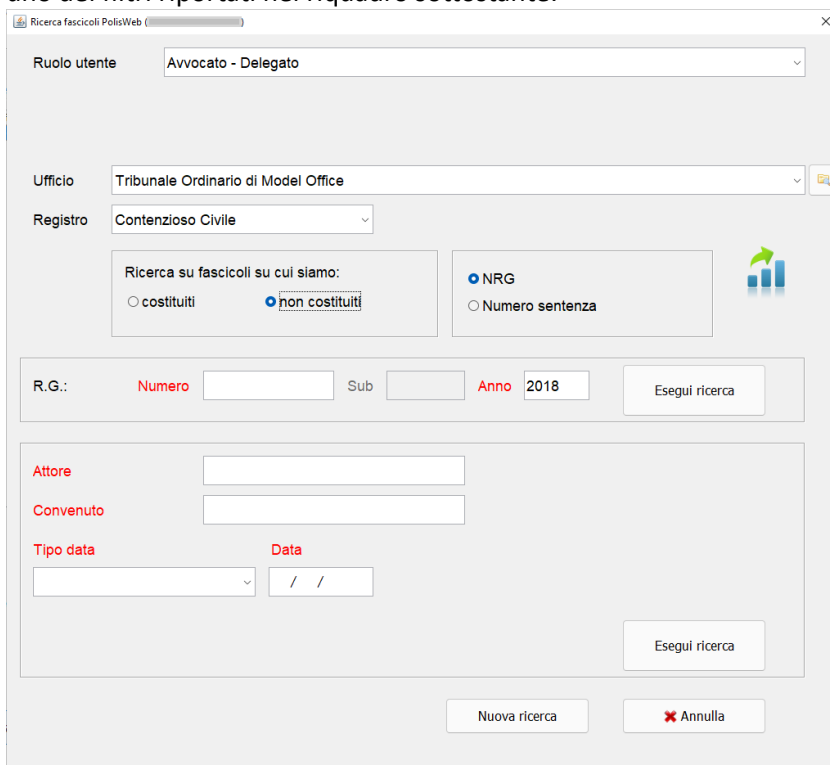 Ricerca fascicoli PolisWeb ( )
Ruolo utente Avvocato - Delegato
Ufficio Tribunale Ordinario di Model Office
Registro Contenzioso Civile
Ricerca su fascicoli su cui siamo:
costituiti non costituiti
NRG
Numero sentenza
R.G.: Numero Sub Anno 2018 Esegui ricerca
Attore
Convenuto
Tipo data Data
/ /
Esegui ricerca
Nuova ricerca Annulla